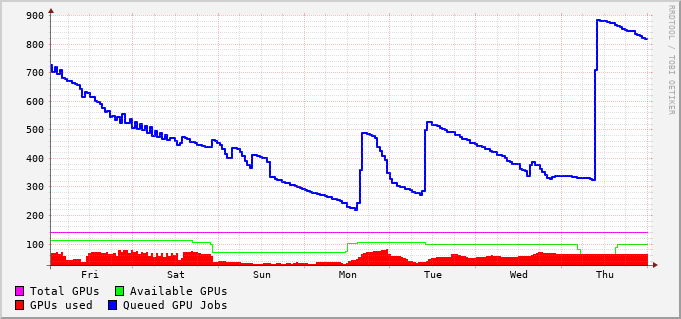 900
800
700
600
500
400
300
200
100
Fri Sat Sun Mon Tue Wed Thu
Total GPUs Available GPUs
GPUs used Queued GPU Jobs
RRDTOOL / TOBI OETIKER